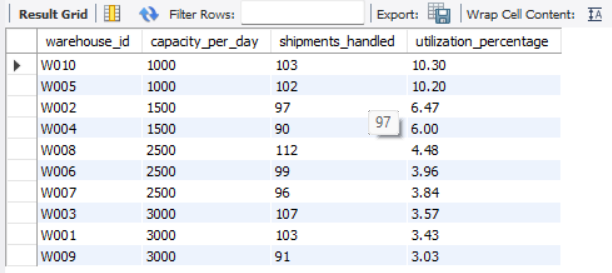 Result Grid Filter Rows: Export: Wrap Cell Content: IA
warehouse_id capacity_per_day shipments_handled utilization_percentage
W010 1000 103 10.30
W005 1000 102 10.20
W002 1500 97 6.47
W004 1500 90 6.00
97
W008 2500 112 4.48
W006 2500 99 3.96
W007 2500 96 3.84
W003 3000 107 3.57
W001 3000 103 3.43
W009 3000 91 3.03